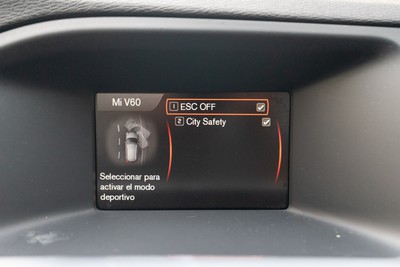 Mi V60
1 ESC OFF
2 City Safety
Seleccionar para
activar el modo
deportivo